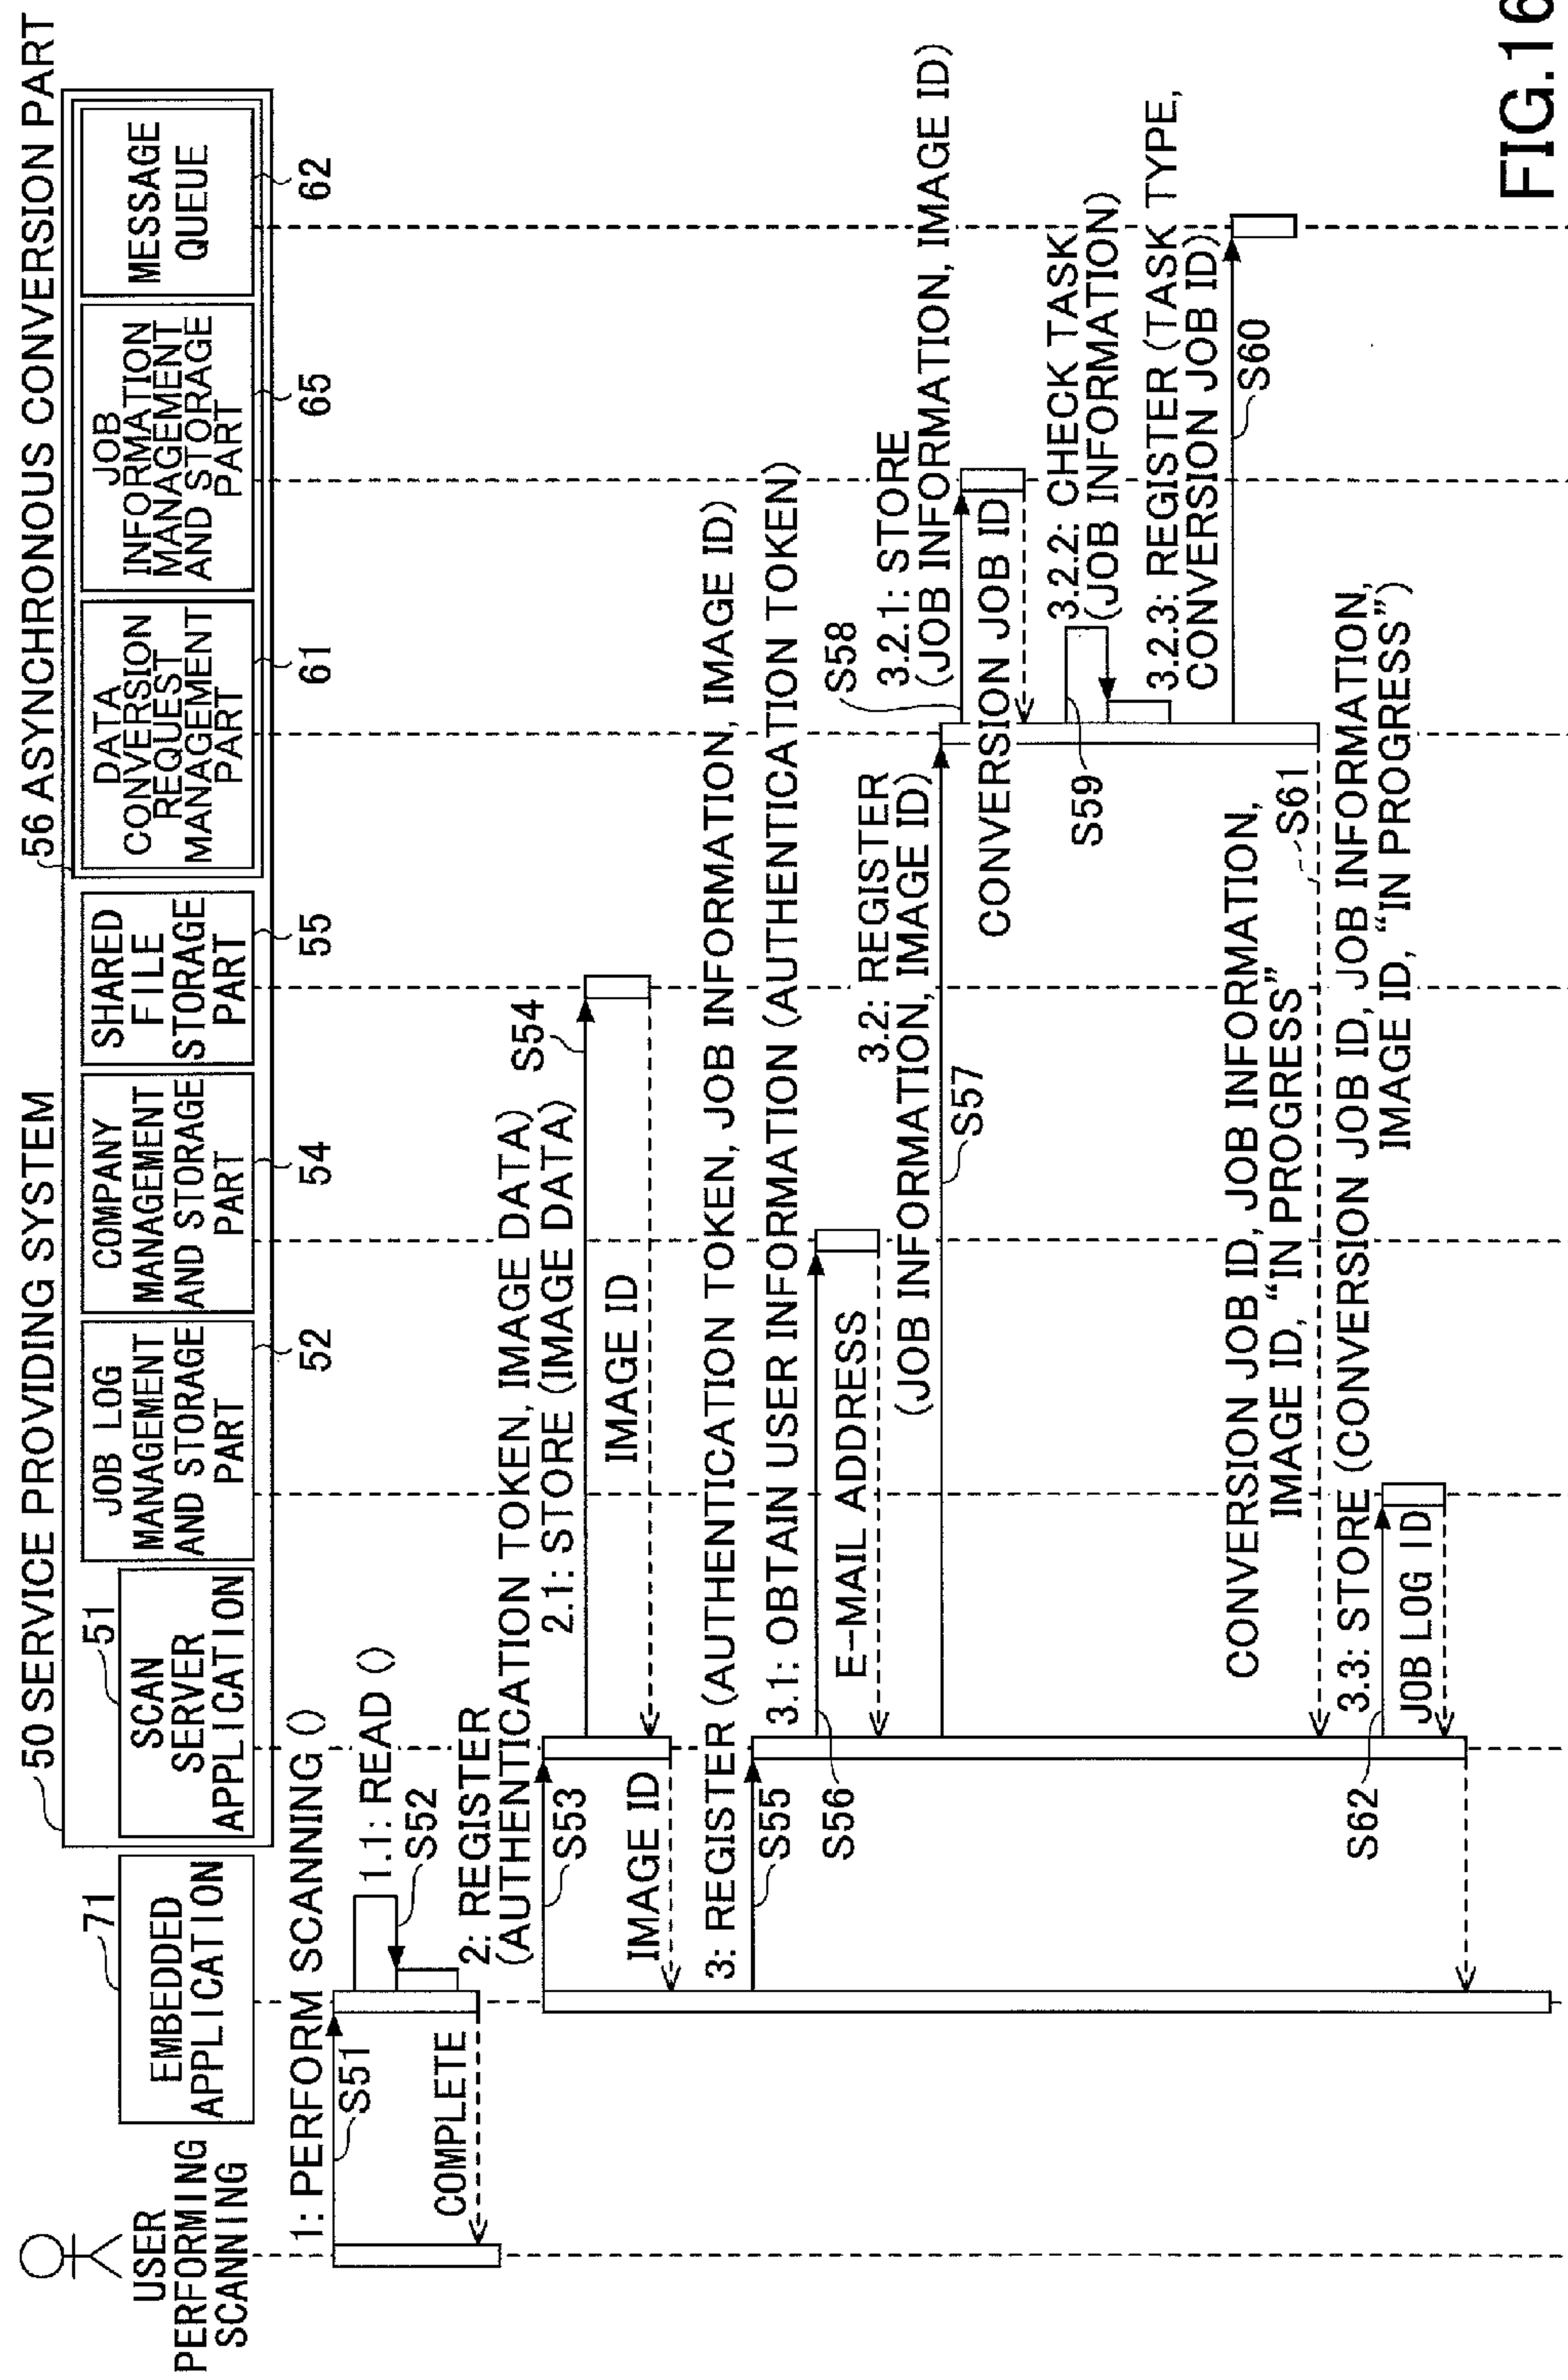 50 SERVICE PROVIDING SYSTEM
56 ASYNCHRONOUS CONVERSION PART
USER
PERFORMING
SCANNING
71
EMBEDDED
APPLICATION
51
SCAN
SERVER
APPLICATION
JOB LOG
MANAGEMENT
AND STORAGE
PART
52
COMPANY
MANAGEMENT
AND STORAGE
PART
54
SHARED
FILE
STORAGE
PART
55
DATA
CONVERSION
REQUEST
MANAGEMENT
PART
61
JOB
INFORMATION
MANAGEMENT
AND STORAGE
PART
65
MESSAGE
QUEUE
62
1: PERFORM SCANNING ()
S51
1.1: READ ()
S52
COMPLETE
2: REGISTER
(AUTHENTICATION TOKEN, IMAGE DATA)
S53
2.1: STORE (IMAGE DATA)
S54
IMAGE ID
IMAGE ID
3: REGISTER (AUTHENTICATION TOKEN, JOB INFORMATION, IMAGE ID)
S55
3.1: OBTAIN USER INFORMATION (AUTHENTICATION TOKEN)
S56
E-MAIL ADDRESS
3.2: REGISTER
(JOB INFORMATION, IMAGE ID)
S57
S58
3.2.1: STORE
(JOB INFORMATION, IMAGE ID)
CONVERSION JOB ID
3.2.2: CHECK TASK
(JOB INFORMATION)
S59
3.2.3: REGISTER (TASK TYPE,
CONVERSION JOB ID)
S60
CONVERSION JOB ID, JOB INFORMATION,
IMAGE ID, "IN PROGRESS"
S61
3.3: STORE (CONVERSION JOB ID, JOB INFORMATION,
IMAGE ID, "IN PROGRESS")
S62
JOB LOG ID
FIG.16